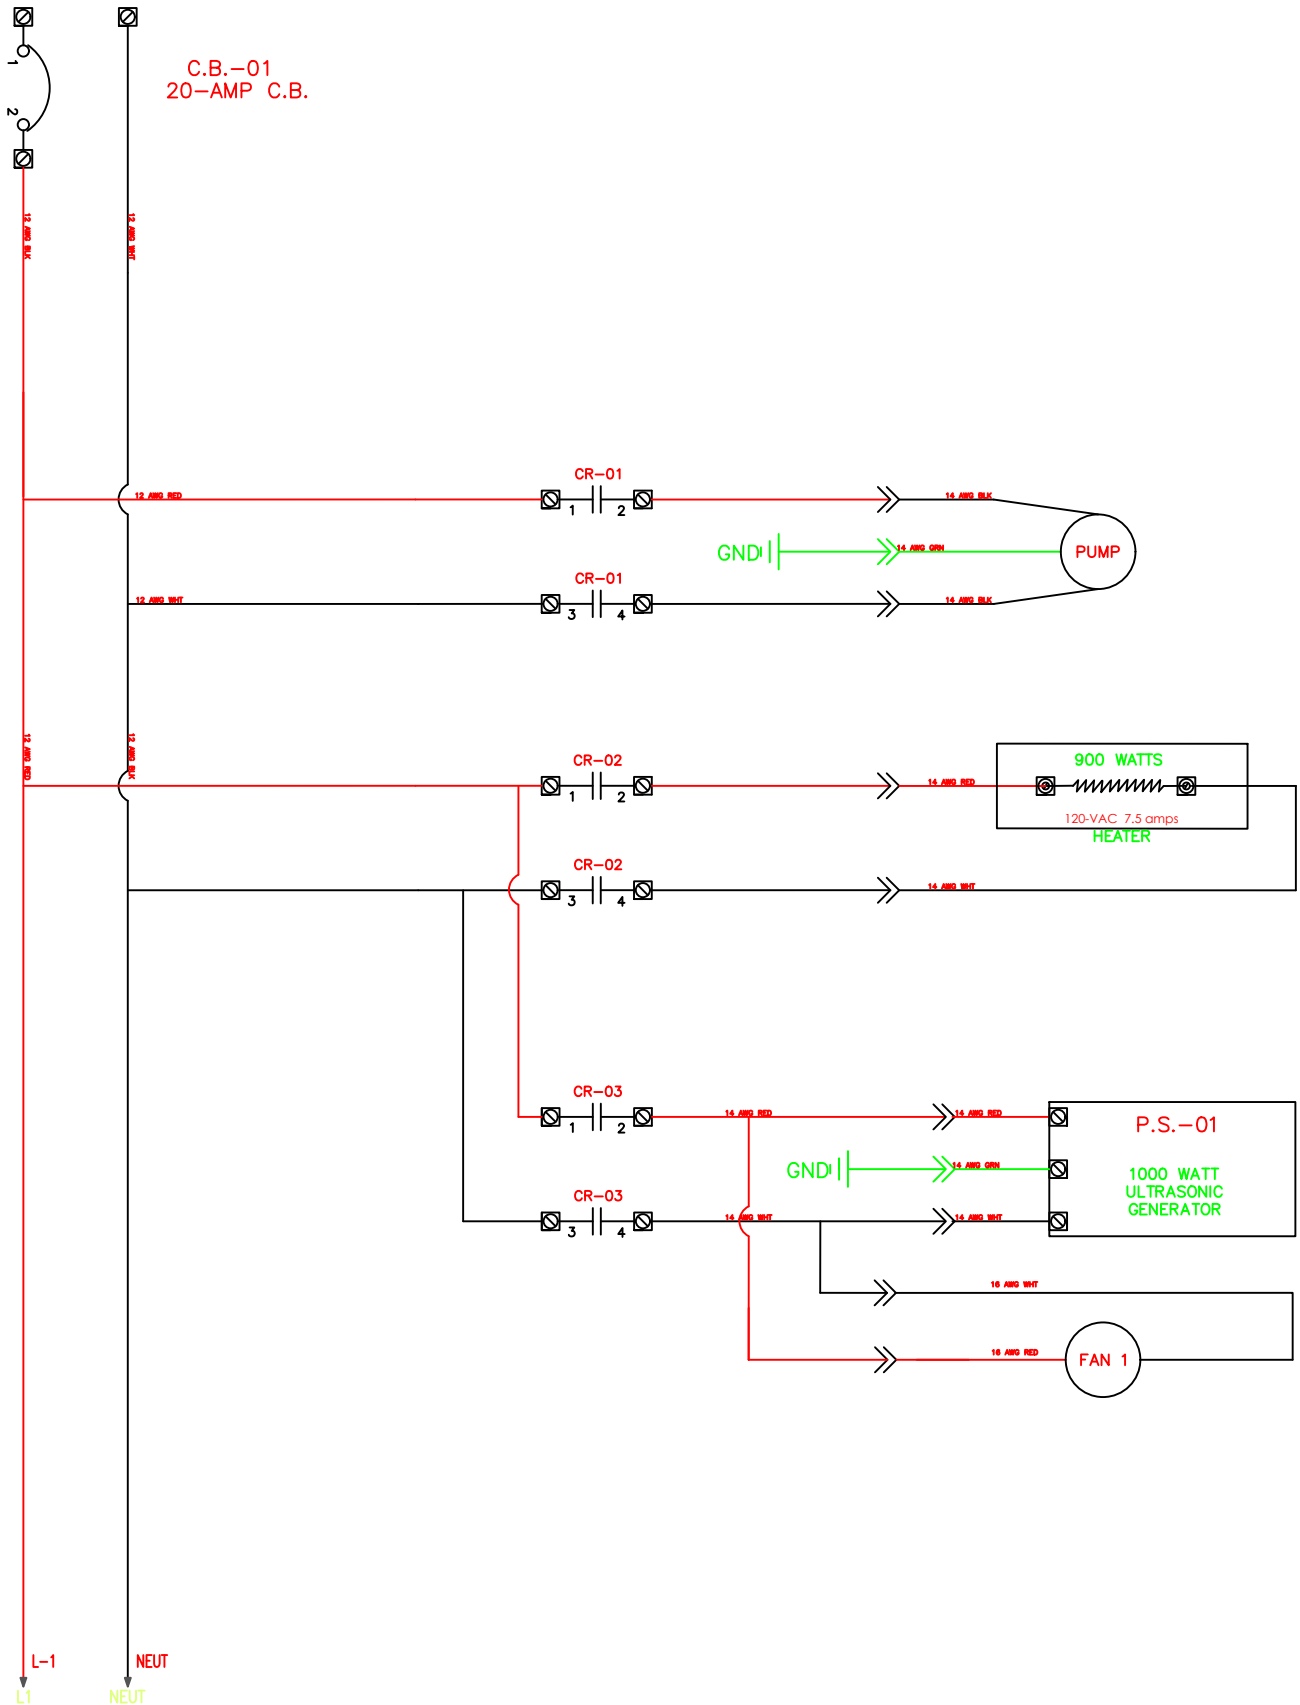 C.B.-01
20-AMP C.B.
1
2
12 AWG BLK
12 AWG WHT
CR-01
12 AWG RED
1
2
14 AWG BLK
GND
14 AWG GRN
PUMP
CR-01
12 AWG WHT
3
4
14 AWG BLK
12 AWG RED
12 AWG BLK
CR-02
1
2
14 AWG RED
900 WATTS
120-VAC 7.5 amps
HEATER
CR-02
3
4
14 AWG WHT
CR-03
1
2
14 AWG RED
14 AWG RED
P.S.-01
GND
14 AWG GRN
1000 WATT
ULTRASONIC
GENERATOR
CR-03
3
4
14 AWG WHT
14 AWG WHT
16 AWG WHT
16 AWG RED
FAN 1
L-1
NEUT
L1
NEUT